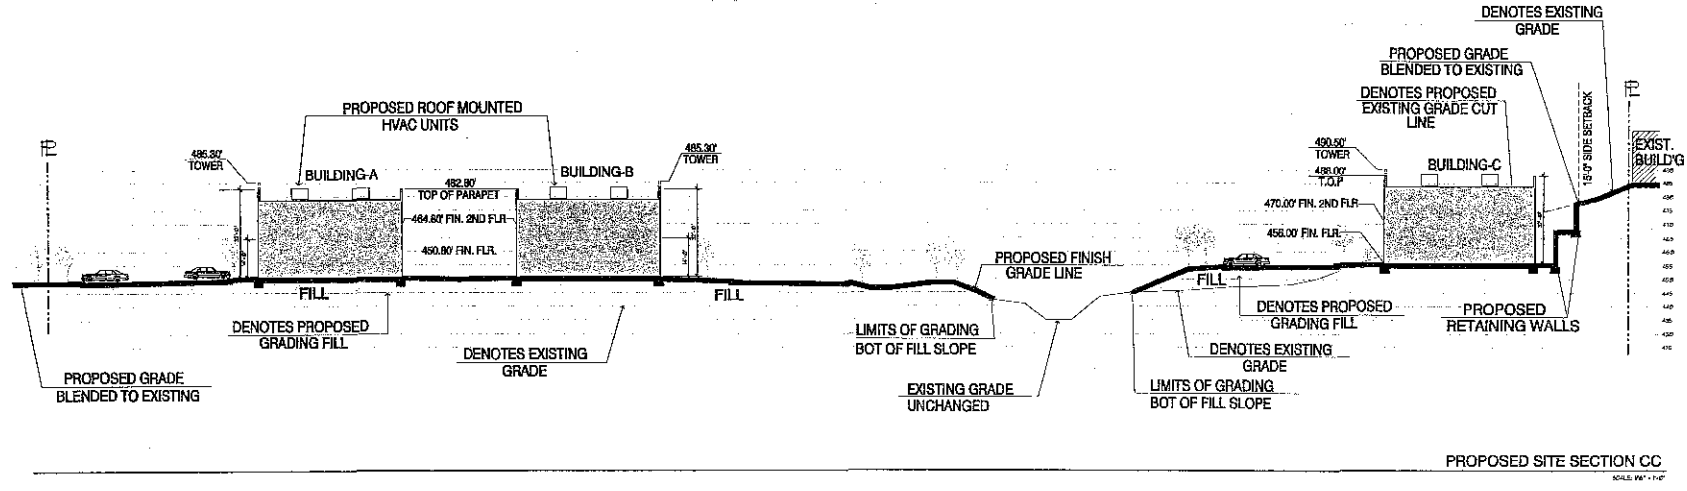 DENOTES EXISTING
GRADE
PROPOSED GRADE
BLENDED TO EXISTING
DENOTES PROPOSED
EXISTING GRADE CUT
LINE
15'-0" SIDE SETBACK
EXIST.
BUILD'G
PROPOSED ROOF MOUNTED
HVAC UNITS
485.30'
TOWER
BUILDING-A
482.80'
TOP OF PARAPET
BUILDING-B
485.30'
TOWER
464.80' FIN. 2ND FLR
450.80' FIN. FLR.
490.50'
TOWER
488.00'
T.O.P
BUILDING-C
470.00' FIN. 2ND FLR
456.00' FIN. FLR.
PROPOSED FINISH
GRADE LINE
FILL
FILL
FILL
DENOTES PROPOSED
GRADING FILL
DENOTES EXISTING
GRADE
LIMITS OF GRADING
BOT OF FILL SLOPE
DENOTES PROPOSED
GRADING FILL
PROPOSED
RETAINING WALLS
DENOTES EXISTING
GRADE
PROPOSED GRADE
BLENDED TO EXISTING
EXISTING GRADE
UNCHANGED
LIMITS OF GRADING
BOT OF FILL SLOPE
PROPOSED SITE SECTION CC